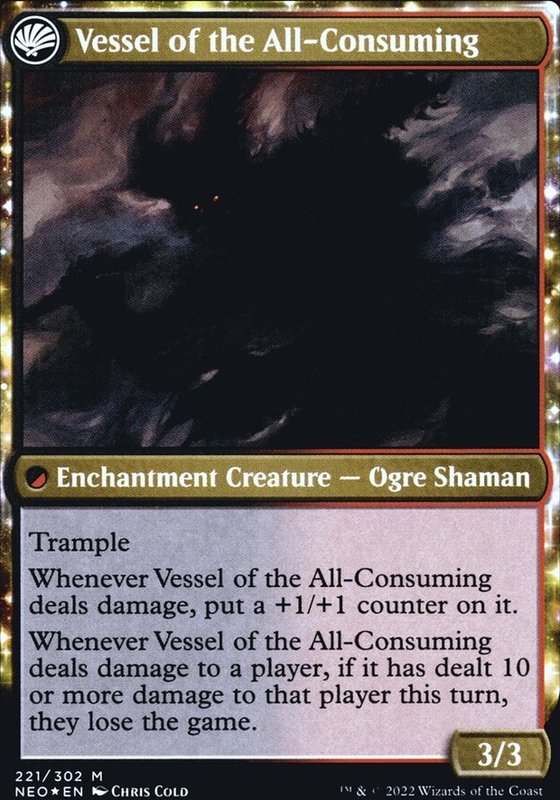 Vessel of the All-Consuming
Enchantment Creature — Ogre Shaman
Trample
Whenever Vessel of the All-Consuming
deals damage, put a +1/+1 counter on it.
Whenever Vessel of the All-Consuming
deals damage to a player, if it has dealt 10
or more damage to that player this turn,
they lose the game.
3/3
221/302 M
NEO★EN Chris Cold
™ & © 2022 Wizards of the Coast